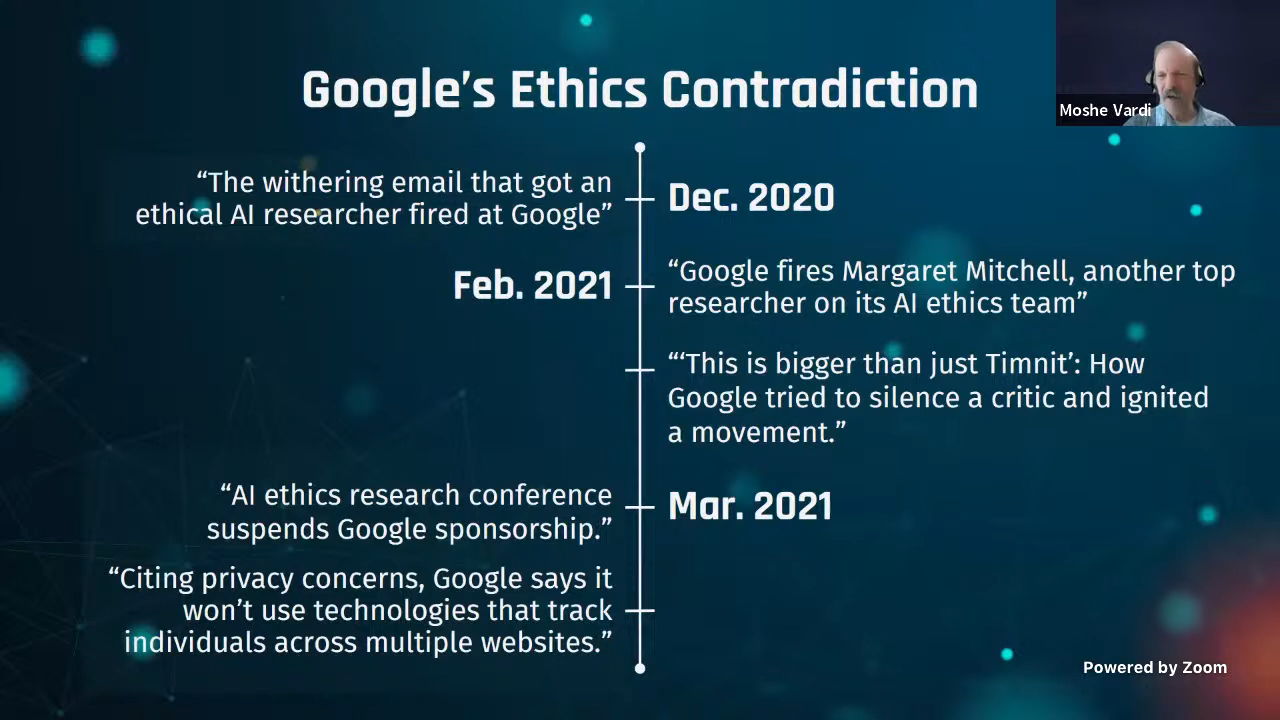 Google's Ethics Contradiction
Moshe Vardi
“The withering email that got an
ethical AI researcher fired at Google”
Dec. 2020
Feb. 2021
“Google fires Margaret Mitchell, another top
researcher on its AI ethics team”
“‘This is bigger than just Timnit’: How
Google tried to silence a critic and ignited
a movement.”
“AI ethics research conference
suspends Google sponsorship.”
Mar. 2021
“Citing privacy concerns, Google says it
won’t use technologies that track
individuals across multiple websites.”
Powered by Zoom